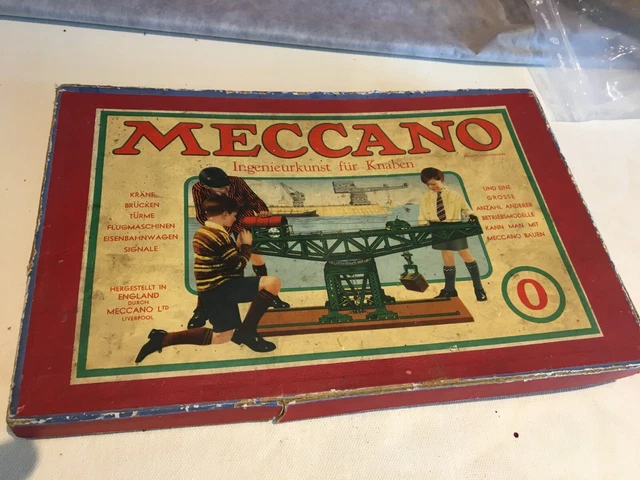 MECCANO
Ingenieurkunst für Knaben
KRÄNE
BRÜCKEN
TÜRME
FLUGMASCHINEN
EISENBAHNWAGEN
SIGNALE
UND EINE
GROSSE
ANZAHL ANDERER
BETRIEBSMODELLE
KANN MAN MIT
MECCANO BAUEN
HERGESTELLT IN
ENGLAND
DURCH
MECCANO LTD
LIVERPOOL
0